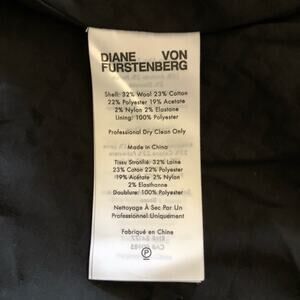 DIANE VON
FURSTENBERG
Shell: 32% Wool 23% Cotton
22% Polyester 19% Acetate
2% Nylon 2% Elastane
Lining: 100% Polyester
Professional Dry Clean Only
Made in China
Tissu Stratifié: 32% Laine
23% Coton 22% Polyester
19% Acétate 2% Nylon
2% Elasthanne
Doublure: 100% Polyester
Nettoyage À Sec Par Un
Professionnel Uniquement
Fabriqué en Chine
P